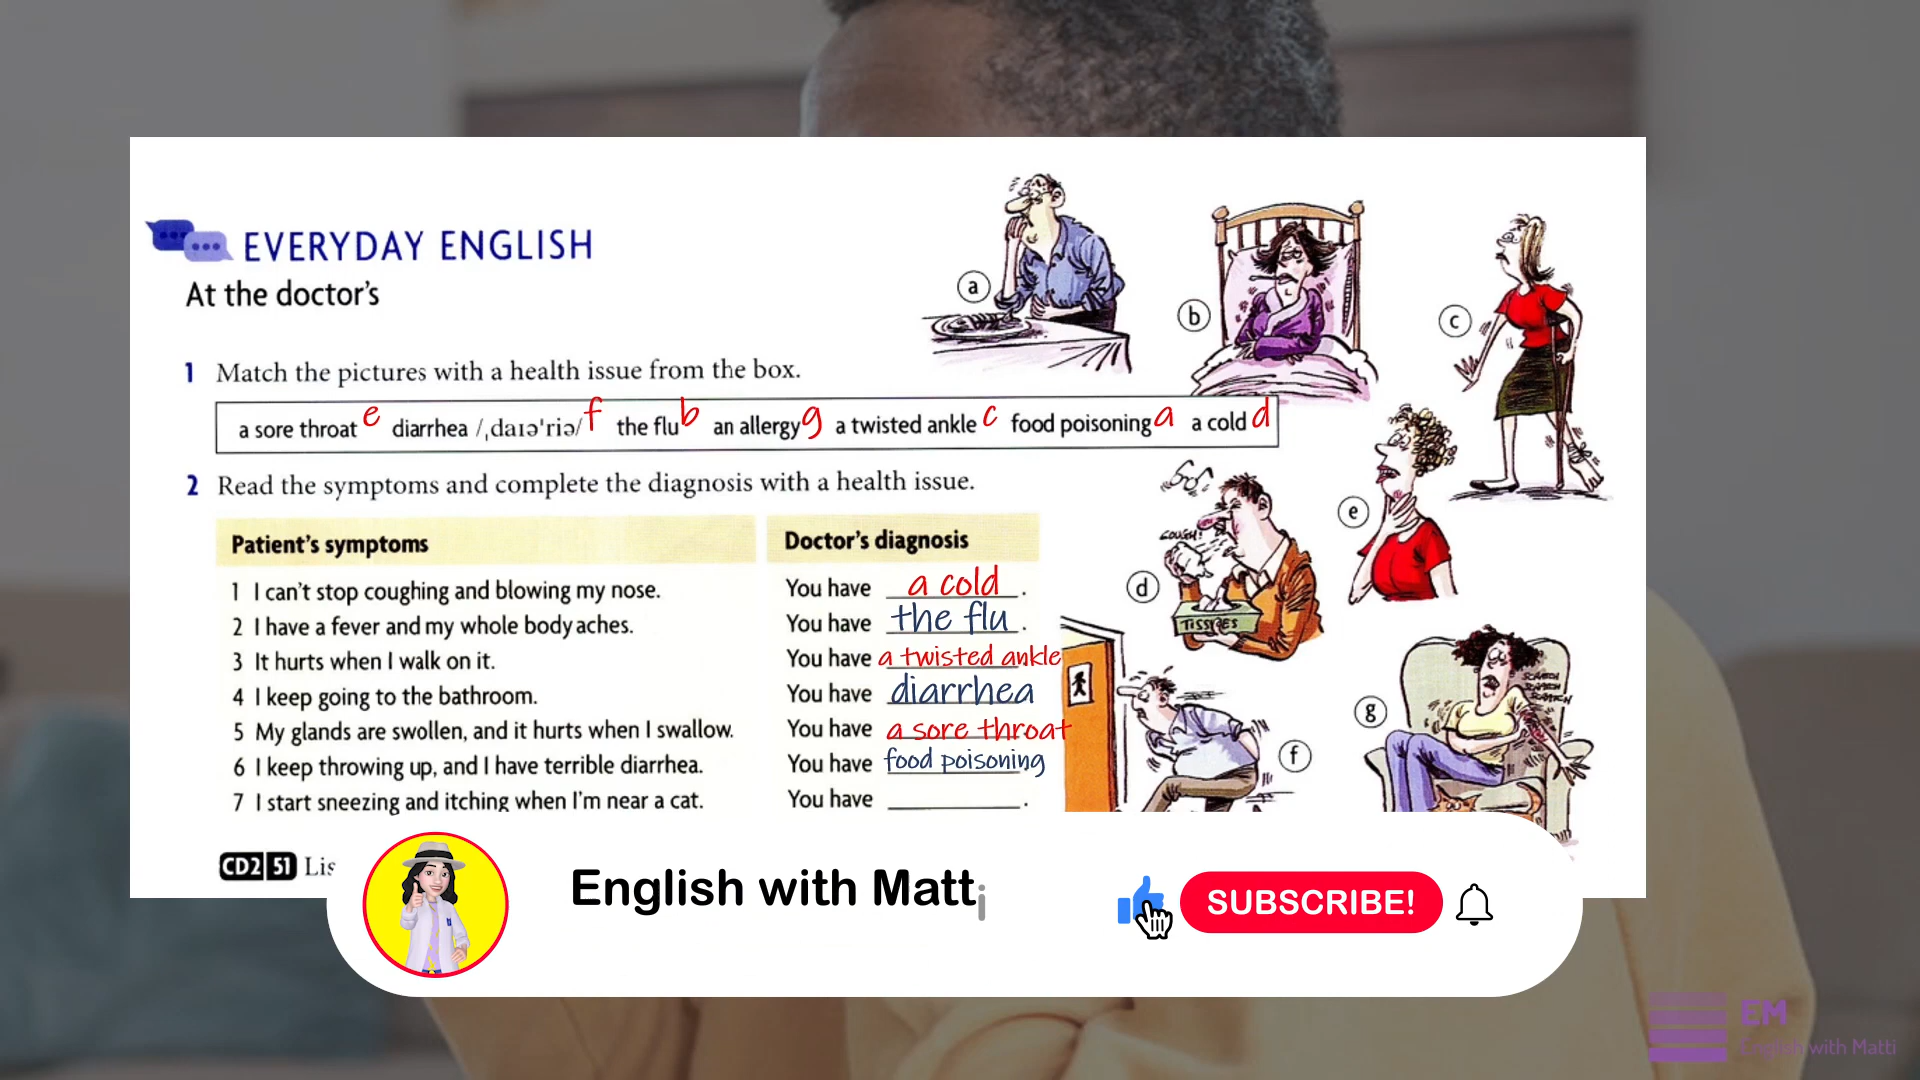 EVERYDAY ENGLISH
At the doctor's
a
b
c
1 Match the pictures with a health issue from the box.
a sore throat e diarrhea /ˌdaɪəˈriə/ f the flu b an allergy g a twisted ankle c food poisoning a a cold d
2 Read the symptoms and complete the diagnosis with a health issue.
e
COUGH!
d
TISSUES
Patient's symptoms Doctor's diagnosis
1 I can't stop coughing and blowing my nose. You have a cold.
2 I have a fever and my whole body aches. You have the flu.
3 It hurts when I walk on it. You have a twisted ankle
4 I keep going to the bathroom. You have diarrhea
5 My glands are swollen, and it hurts when I swallow. You have a sore throat
6 I keep throwing up, and I have terrible diarrhea. You have food poisoning
7 I start sneezing and itching when I'm near a cat. You have ____________.
SCRATCH
SCRATCH
SCRATCH
g
f
CD2 51 Lis
English with Matti
SUBSCRIBE!
EM
English with Matti